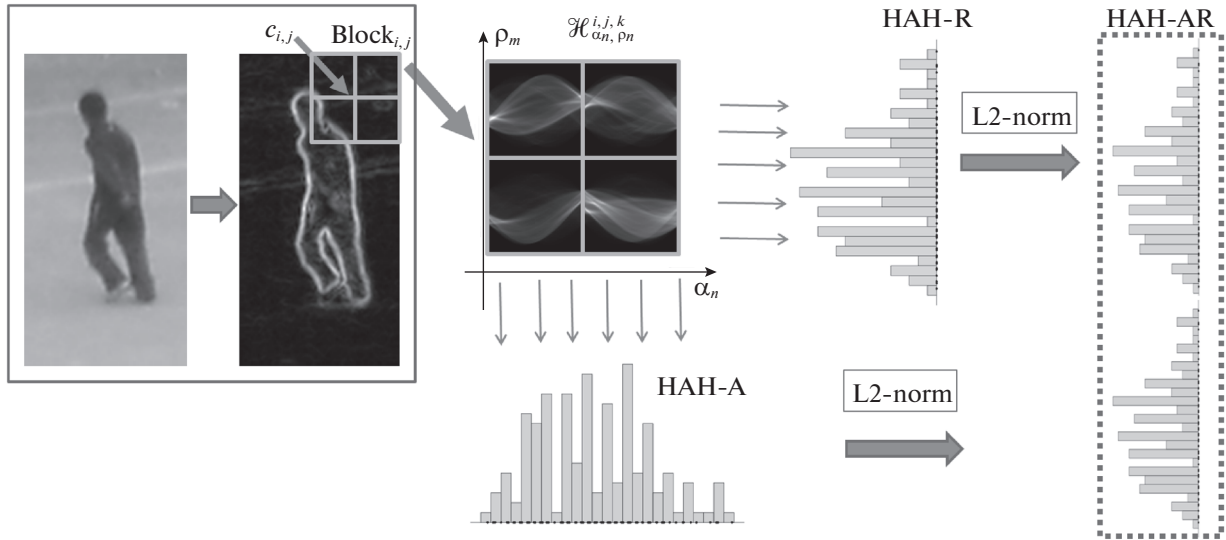 HAH-R
HAH-AR
c_{i, j}
Block_{i, j}
ρ_m
ℋ^{i, j, k}_{α_n, ρ_n}
L2-norm
α_n
HAH-A
L2-norm